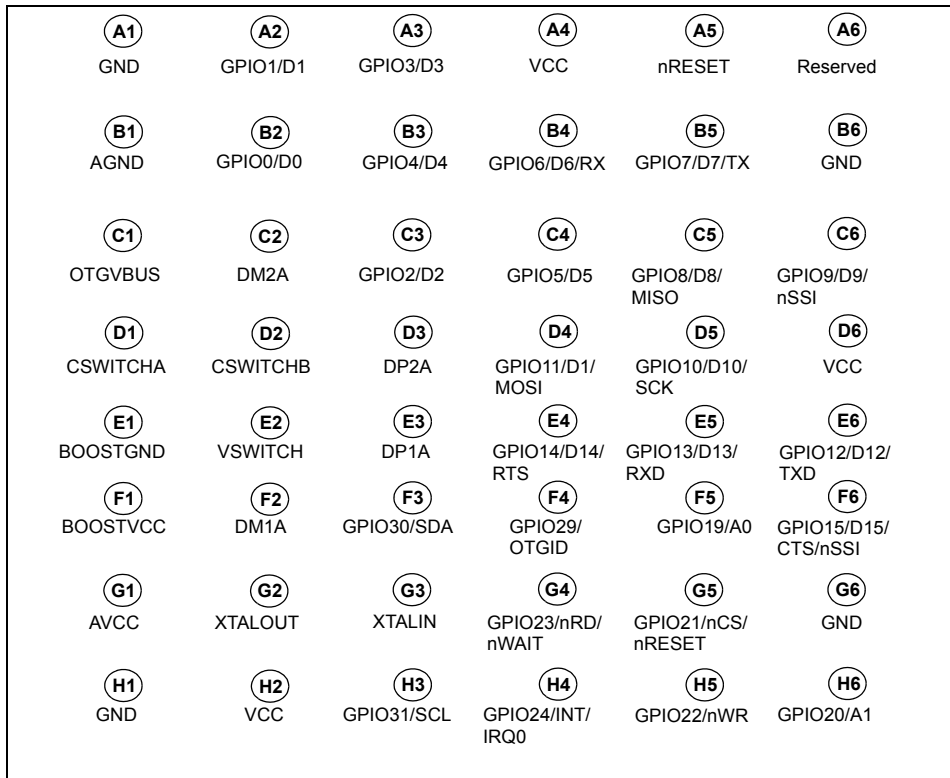 A1 A2 A3 A4 A5 A6
GND GPIO1/D1 GPIO3/D3 VCC nRESET Reserved
B1 B2 B3 B4 B5 B6
AGND GPIO0/D0 GPIO4/D4 GPIO6/D6/RX GPIO7/D7/TX GND
C1 C2 C3 C4 C5 C6
OTGVBUS DM2A GPIO2/D2 GPIO5/D5 GPIO8/D8/ GPIO9/D9/
MISO nSSI
D1 D2 D3 D4 D5 D6
CSWITCHA CSWITCHB DP2A GPIO11/D1/ GPIO10/D10/ VCC
MOSI SCK
E1 E2 E3 E4 E5 E6
BOOSTGND VSWITCH DP1A GPIO14/D14/ GPIO13/D13/ GPIO12/D12/
RTS RXD TXD
F1 F2 F3 F4 F5 F6
BOOSTVCC DM1A GPIO30/SDA GPIO29/ GPIO19/A0 GPIO15/D15/
OTGID CTS/nSSI
G1 G2 G3 G4 G5 G6
AVCC XTALOUT XTALIN GPIO23/nRD/ GPIO21/nCS/ GND
nWAIT nRESET
H1 H2 H3 H4 H5 H6
GND VCC GPIO31/SCL GPIO24/INT/ GPIO22/nWR GPIO20/A1
IRQ0